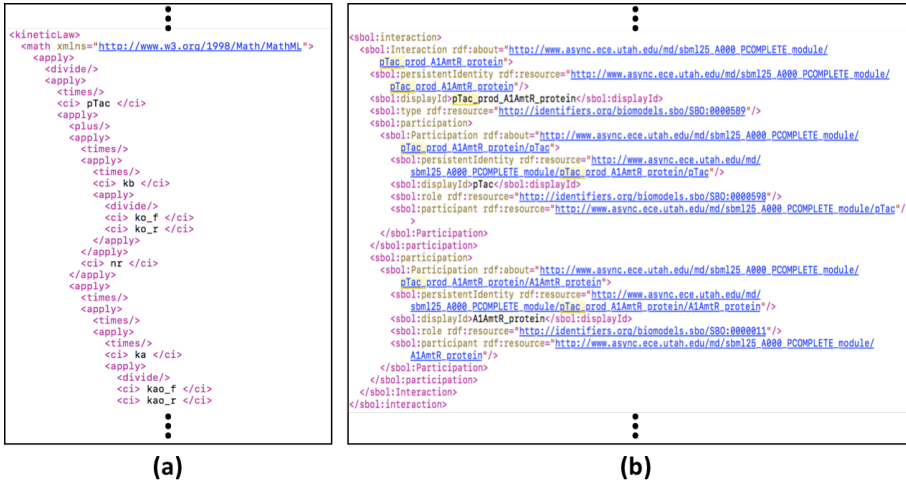 <kineticLaw>
<math xmlns="http://www.w3.org/1998/Math/MathML">
<apply>
<divide/>
<apply>
<times/>
<ci> pTac </ci>
<apply>
<plus/>
<apply>
<times/>
<apply>
<times/>
<ci> kb </ci>
<apply>
<divide/>
<ci> ko_f </ci>
<ci> ko_r </ci>
</apply>
</apply>
<ci> nr </ci>
</apply>
<apply>
<times/>
<apply>
<times/>
<apply>
<times/>
<ci> ka </ci>
<apply>
<divide/>
<ci> kao_f </ci>
<ci> kao_r </ci>
(a)
<sbol:interaction>
<sbol:Interaction rdf:about="http://www.async.ece.utah.edu/md/sbml25_A000_PCOMPLETE_module/
pTac_prod_A1AmtR_protein">
<sbol:persistentIdentity rdf:resource="http://www.async.ece.utah.edu/md/sbml25_A000_PCOMPLETE_module/
pTac_prod_A1AmtR_protein"/>
<sbol:displayId>pTac_prod_A1AmtR_protein</sbol:displayId>
<sbol:type rdf:resource="http://identifiers.org/biomodels.sbo/SBO:0000589"/>
<sbol:participation>
<sbol:Participation rdf:about="http://www.async.ece.utah.edu/md/sbml25_A000_PCOMPLETE_module/
pTac_prod_A1AmtR_protein/pTac">
<sbol:persistentIdentity rdf:resource="http://www.async.ece.utah.edu/md/
sbml25_A000_PCOMPLETE_module/pTac_prod_A1AmtR_protein/pTac"/>
<sbol:displayId>pTac</sbol:displayId>
<sbol:role rdf:resource="http://identifiers.org/biomodels.sbo/SBO:0000598"/>
<sbol:participant rdf:resource="http://www.async.ece.utah.edu/md/sbml25_A000_PCOMPLETE_module/pTac"/
>
</sbol:Participation>
</sbol:participation>
<sbol:participation>
<sbol:Participation rdf:about="http://www.async.ece.utah.edu/md/sbml25_A000_PCOMPLETE_module/
pTac_prod_A1AmtR_protein/A1AmtR_protein">
<sbol:persistentIdentity rdf:resource="http://www.async.ece.utah.edu/md/
sbml25_A000_PCOMPLETE_module/pTac_prod_A1AmtR_protein/A1AmtR_protein"/>
<sbol:displayId>A1AmtR_protein</sbol:displayId>
<sbol:role rdf:resource="http://identifiers.org/biomodels.sbo/SBO:0000011"/>
<sbol:participant rdf:resource="http://www.async.ece.utah.edu/md/sbml25_A000_PCOMPLETE_module/
A1AmtR_protein"/>
</sbol:Participation>
</sbol:participation>
</sbol:Interaction>
</sbol:interaction>
(b)